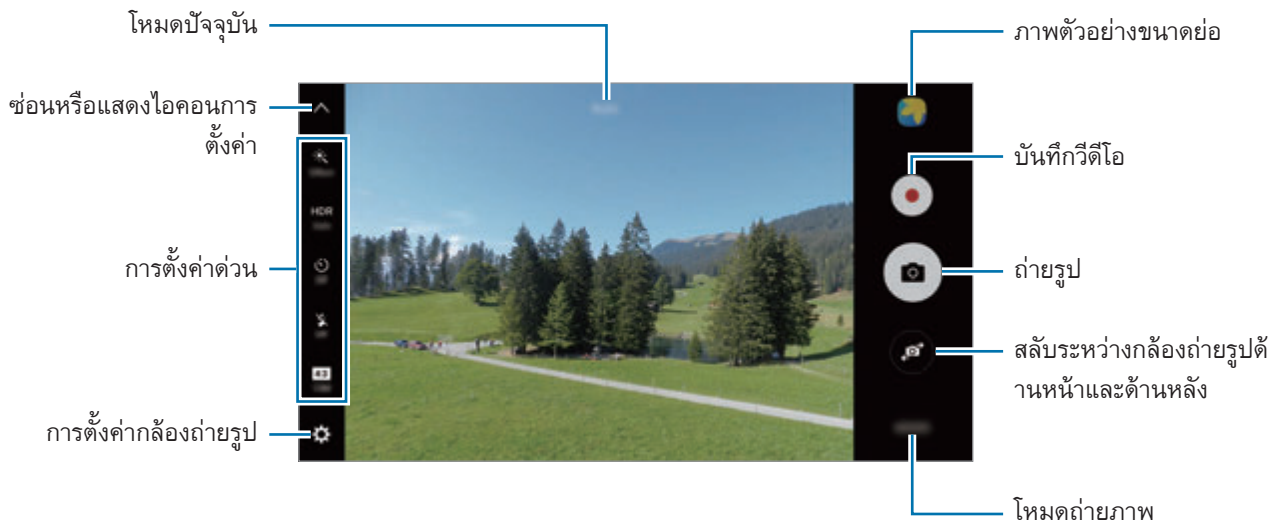 โหมดปัจจุบัน
ภาพตัวอย่างขนาดย่อ
ซ่อนหรือแสดงไอคอนการ
ตั้งค่า
บันทึกวีดีโอ
HDR
การตั้งค่าด่วน
ถ่ายรูป
สลับระหว่างกล้องถ่ายรูปด้
านหน้าและด้านหลัง
4:3
การตั้งค่ากล้องถ่ายรูป
โหมดถ่ายภาพ